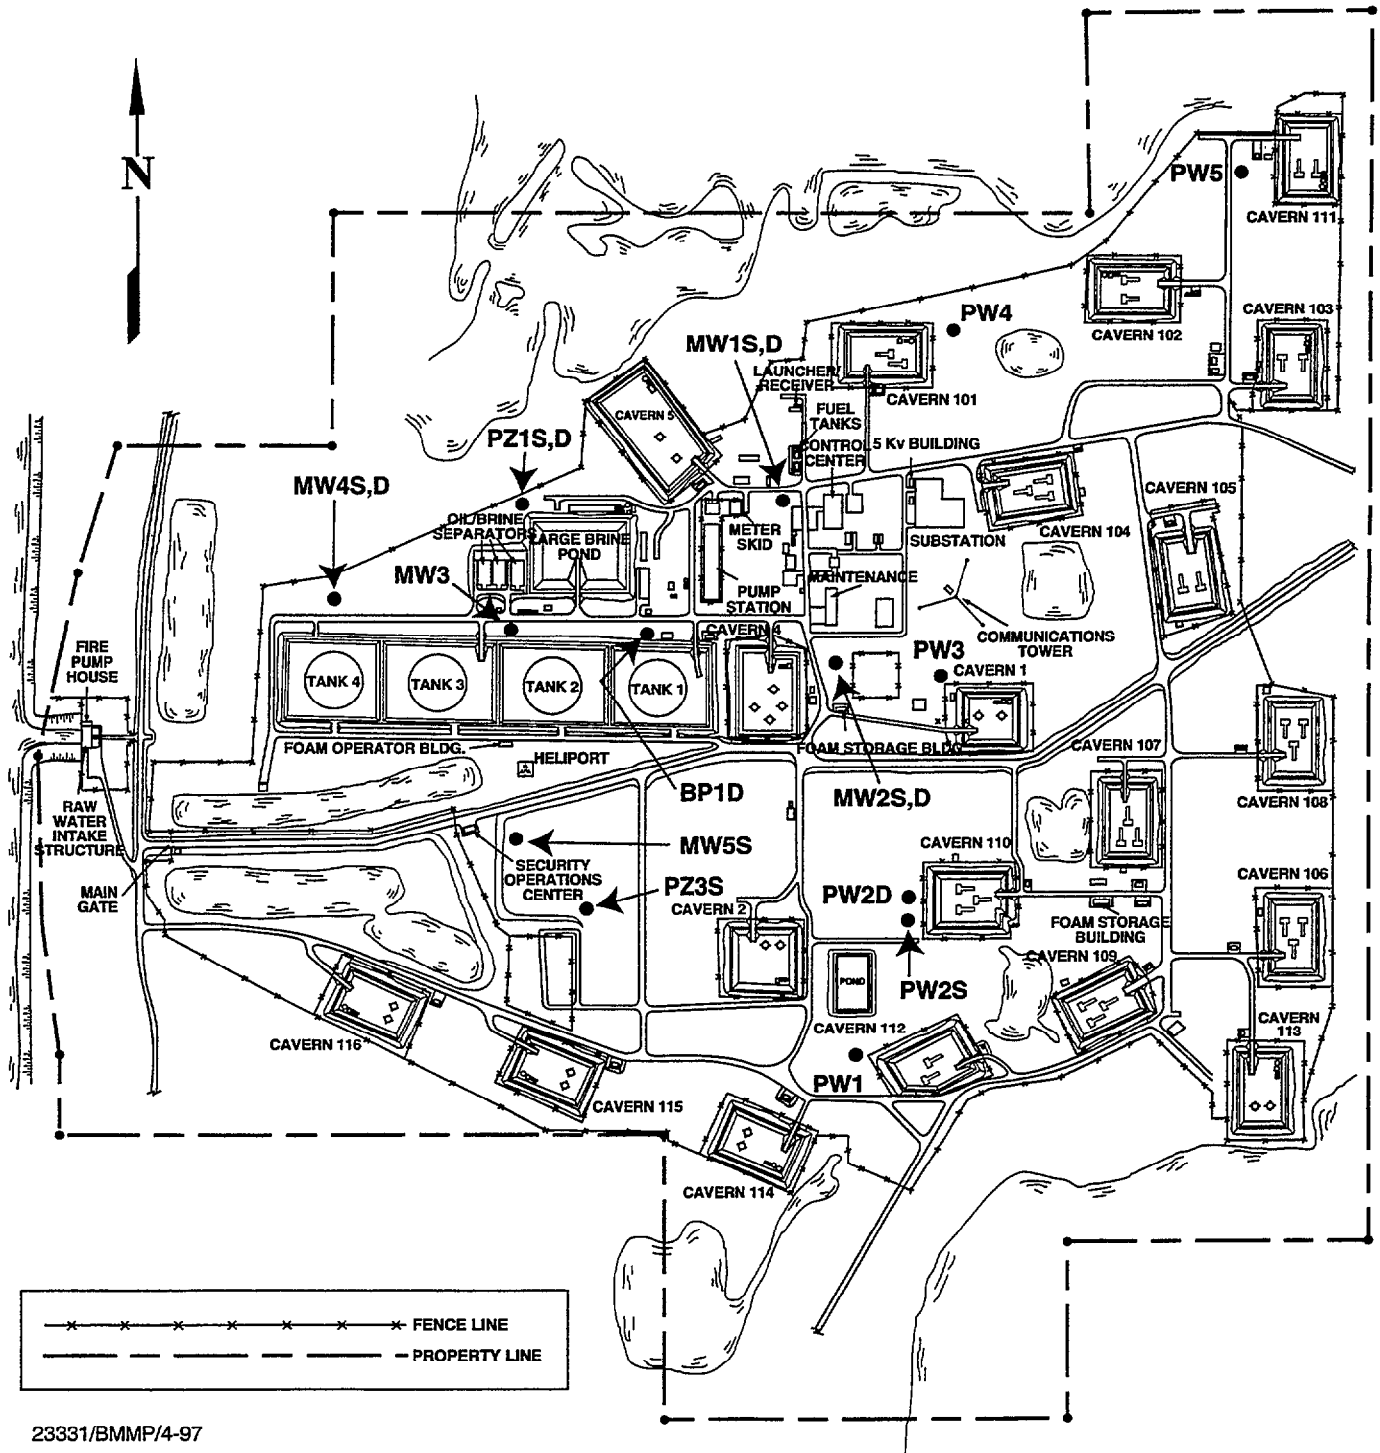 N
PW5
CAVERN 111
CAVERN 102
CAVERN 103
PW4
MW1S,D
LAUNCHER/
RECEIVER
CAVERN 101
FUEL
TANKS
CAVERN 5
PZ1S,D
CONTROL
CENTER
5 Kv BUILDING
MW4S,D
CAVERN 105
OIL/BRINE
SEPARATORS
LARGE BRINE
POND
METER
SKID
SUBSTATION
CAVERN 104
MW3
MAINTENANCE
PUMP
STATION
CAVERN 4
COMMUNICATIONS
TOWER
FIRE
PUMP
HOUSE
PW3
CAVERN 1
TANK 4
TANK 3
TANK 2
TANK 1
FOAM OPERATOR BLDG.
HELIPORT
FOAM STORAGE BLDG.
CAVERN 107
BP1D
MW2S,D
CAVERN 108
RAW
WATER
INTAKE
STRUCTURE
MW5S
CAVERN 110
SECURITY
OPERATIONS
CENTER
MAIN
GATE
PZ3S
CAVERN 2
PW2D
CAVERN 106
FOAM STORAGE
BUILDING
CAVERN 109
POND
PW2S
CAVERN 116
CAVERN 112
CAVERN
113
PW1
CAVERN 115
CAVERN 114
FENCE LINE
PROPERTY LINE
23331/BMMP/4-97